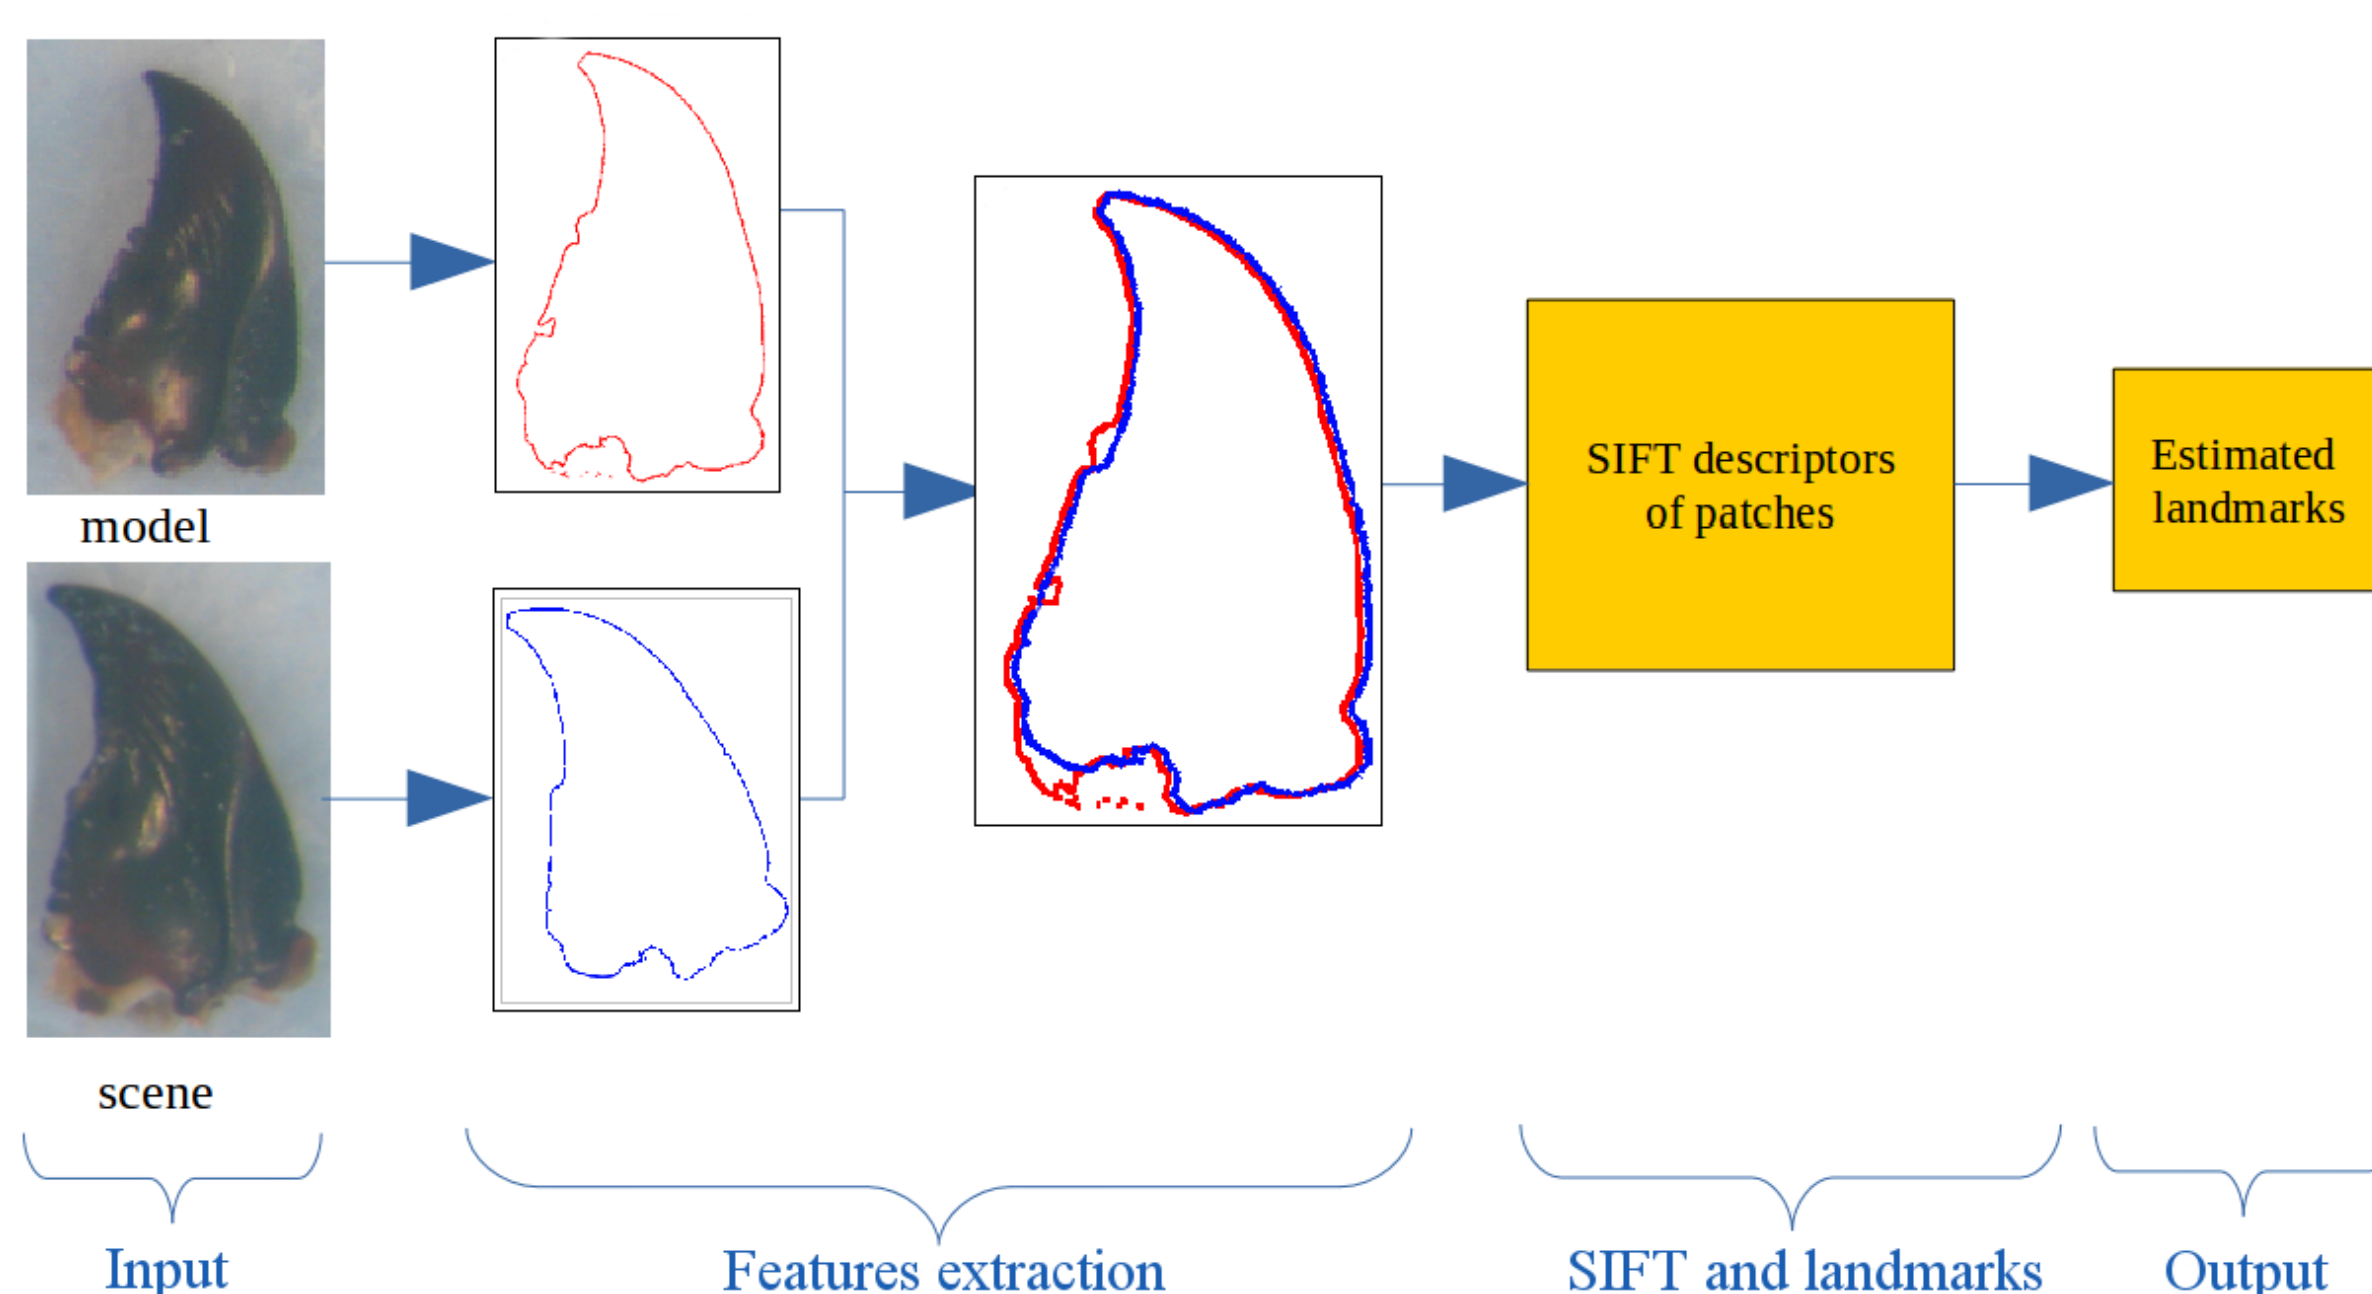 model
scene
SIFT descriptors
of patches
Estimated
landmarks
Input
Features extraction
SIFT and landmarks
Output